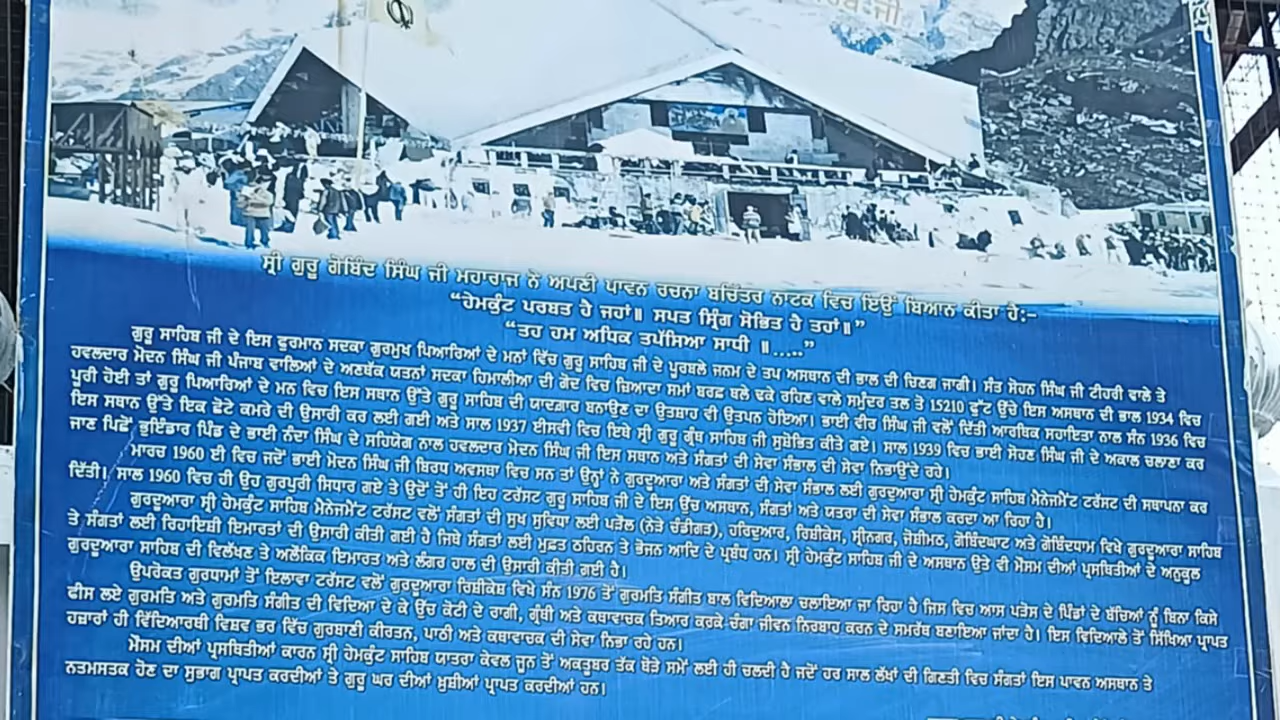 ਸ੍ਰੀ ਗੁਰੂ ਗੋਬਿੰਦ ਸਿੰਘ ਜੀ ਮਹਾਰਾਜ ਨੇ ਅਪਣੀ ਪਾਵਨ ਰਚਨਾ ਬਚਿੱਤਰ ਨਾਟਕ ਵਿਚ ਇਉਂ ਬਿਆਨ ਕੀਤਾ ਹੈ:-
“ਹੇਮਕੁੰਟ ਪਰਬਤ ਹੈ ਜਹਾਂ॥ ਸਪਤ ਸ੍ਰਿੰਗ ਸੋਭਿਤ ਹੈ ਤਹਾਂ॥”
“ਤਹ ਹਮ ਅਧਿਕ ਤਪੱਸਿਆ ਸਾਧੀ ॥.....”
ਗੁਰੂ ਸਾਹਿਬ ਜੀ ਦੇ ਇਸ ਫੁਰਮਾਨ ਸਦਕਾ ਗੁਰਮੁਖ ਪਿਆਰਿਆਂ ਦੇ ਮਨਾਂ ਵਿੱਚ ਗੁਰੂ ਸਾਹਿਬ ਜੀ ਦੇ ਪੂਰਬਲੇ ਜਨਮ ਦੇ ਤਪ ਅਸਥਾਨ ਦੀ ਭਾਲ ਦੀ ਚਿਣਗ ਜਾਗੀ। ਸੰਤ ਸੋਹਨ ਸਿੰਘ ਜੀ ਟੀਹਰੀ ਵਾਲੇ ਤੇ
ਹਵਲਦਾਰ ਮੋਦਨ ਸਿੰਘ ਜੀ ਪੰਜਾਬ ਵਾਲਿਆਂ ਦੇ ਅਣਥੱਕ ਯਤਨਾਂ ਸਦਕਾ ਹਿਮਾਲੀਆ ਦੀ ਗੋਦ ਵਿਚ ਜ਼ਿਆਦਾ ਸਮਾਂ ਬਰਫ਼ ਥਲੇ ਢਕੇ ਰਹਿਣ ਵਾਲੇ ਸਮੁੰਦਰ ਤਲ ਤੇ 15210 ਫੁੱਟ ਉਚੇ ਇਸ ਅਸਥਾਨ ਦੀ ਭਾਲ 1934 ਵਿਚ
ਪੂਰੀ ਹੋਈ ਤਾਂ ਗੁਰੂ ਪਿਆਰਿਆਂ ਦੇ ਮਨ ਵਿਚ ਇਸ ਸਥਾਨ ਉੱਤੇ ਗੁਰੂ ਸਾਹਿਬ ਦੀ ਯਾਦਗ਼ਾਰ ਬਨਾਉਣ ਦਾ ਉਤਸ਼ਾਹ ਵੀ ਉਤਪਨ ਹੋਇਆ। ਭਾਈ ਵੀਰ ਸਿੰਘ ਜੀ ਵਲੋਂ ਦਿੱਤੀ ਆਰਥਿਕ ਸਹਾਇਤਾ ਨਾਲ ਸੰਨ 1936 ਵਿਚ
ਇਸ ਸਥਾਨ ਉੱਤੇ ਇਕ ਛੋਟੇ ਕਮਰੇ ਦੀ ਉਸਾਰੀ ਕਰ ਲਈ ਗਈ ਅਤੇ ਸਾਲ 1937 ਈਸਵੀ ਵਿਚ ਇਥੇ ਸ੍ਰੀ ਗੁਰੂ ਗ੍ਰੰਥ ਸਾਹਿਬ ਜੀ ਸੁਸ਼ੋਭਿਤ ਕੀਤੇ ਗਏ। ਸਾਲ 1939 ਵਿਚ ਭਾਈ ਸੋਹਣ ਸਿੰਘ ਜੀ ਦੇ ਅਕਾਲ ਚਲਾਣਾ ਕਰ
ਜਾਣ ਪਿਛੋਂ ਭੁਇੰਡਾਰ ਪਿੰਡ ਦੇ ਭਾਈ ਨੰਦਾ ਸਿੰਘ ਦੇ ਸਹਿਯੋਗ ਨਾਲ ਹਵਲਦਾਰ ਮੋਦਨ ਸਿੰਘ ਜੀ ਇਸ ਸਥਾਨ ਅਤੇ ਸੰਗਤਾਂ ਦੀ ਸੇਵਾ ਸੰਭਾਲ ਦੀ ਸੇਵਾ ਨਿਭਾਉਂਦੇ ਰਹੇ।
ਮਾਰਚ 1960 ਈ ਵਿਚ ਜਦੋਂ ਭਾਈ ਮੋਦਨ ਸਿੰਘ ਜੀ ਬਿਰਧ ਅਵਸਥਾ ਵਿਚ ਸਨ ਤਾਂ ਉਨ੍ਹਾਂ ਨੇ ਗੁਰਦੁਆਰਾ ਅਤੇ ਸੰਗਤਾਂ ਦੀ ਸੇਵਾ ਸੰਭਾਲ ਲਈ ਗੁਰਦੁਆਰਾ ਸ੍ਰੀ ਹੇਮਕੁੰਟ ਸਾਹਿਬ ਮੈਨੇਜਮੈਂਟ ਟਰੱਸਟ ਦੀ ਸਥਾਪਨਾ ਕਰ
ਦਿੱਤੀ। ਸਾਲ 1960 ਵਿਚ ਹੀ ਉਹ ਗੁਰਪੁਰੀ ਸਿਧਾਰ ਗਏ ਤੇ ਉਦੋਂ ਤੋਂ ਹੀ ਇਹ ਟਰੱਸਟ ਗੁਰੂ ਸਾਹਿਬ ਜੀ ਦੇ ਇਸ ਉੱਚ ਅਸਥਾਨ, ਸੰਗਤਾਂ ਅਤੇ ਯਤਰਾ ਦੀ ਸੇਵਾ ਸੰਭਾਲ ਕਰਦਾ ਆ ਰਿਹਾ ਹੈ।
ਗੁਰਦੁਆਰਾ ਸ੍ਰੀ ਹੇਮਕੁੰਟ ਸਾਹਿਬ ਮੈਨੇਜਮੈਂਟ ਟਰੱਸਟ ਵਲੋਂ ਸੰਗਤਾਂ ਦੀ ਸੁਖ ਸੁਵਿਧਾ ਲਈ ਪੜੌਲ (ਨੇੜੇ ਚੰਡੀਗੜ), ਹਰਿਦੁਆਰ, ਰਿਸ਼ੀਕੇਸ, ਸ੍ਰੀਨਗਰ, ਜੋਸ਼ੀਮਠ, ਗੋਬਿੰਦਘਾਟ ਅਤੇ ਗੋਬਿੰਦਧਾਮ ਵਿਖੇ ਗੁਰਦੁਆਰਾ ਸਾਹਿਬ
ਤੇ ਸੰਗਤਾਂ ਲਈ ਰਿਹਾਇਸ਼ੀ ਇਮਾਰਤਾਂ ਦੀ ਉਸਾਰੀ ਕੀਤੀ ਗਈ ਹੈ ਜਿਥੇ ਸੰਗਤਾਂ ਲਈ ਮੁਫ਼ਤ ਠਹਿਰਨ ਤੇ ਭੋਜਨ ਆਦਿ ਦੇ ਪ੍ਰਬੰਧ ਹਨ। ਸ੍ਰੀ ਹੇਮਕੁੰਟ ਸਾਹਿਬ ਜੀ ਦੇ ਅਸਥਾਨ ਉਤੇ ਵੀ ਮੌਸਮ ਦੀਆਂ ਪ੍ਰਸਥਿਤੀਆਂ ਦੇ ਅਨੁਕੂਲ
ਗੁਰਦੁਆਰਾ ਸਾਹਿਬ ਦੀ ਵਿਲੱਖਣ ਤੇ ਅਲੌਕਿਕ ਇਮਾਰਤ ਅਤੇ ਲੰਗਰ ਹਾਲ ਦੀ ਉਸਾਰੀ ਕੀਤੀ ਗਈ ਹੈ।
ਉਪਰੋਕਤ ਗੁਰਧਾਮਾਂ ਤੋਂ ਇਲਾਵਾ ਟਰੱਸਟ ਵਲੋਂ ਗੁਰਦੁਆਰਾ ਰਿਸ਼ੀਕੇਸ਼ ਵਿਖੇ ਸੰਨ 1976 ਤੋਂ ਗੁਰਮਤਿ ਸੰਗੀਤ ਬਾਲ ਵਿਦਿਆਲਾ ਚਲਾਇਆ ਜਾ ਰਿਹਾ ਹੈ ਜਿਸ ਵਿਚ ਆਸ ਪੜੋਸ ਦੇ ਪਿੰਡਾਂ ਦੇ ਬੱਚਿਆਂ ਨੂੰ ਬਿਨਾ ਕਿਸੇ
ਫੀਸ ਲਏ ਗੁਰਮਤਿ ਅਤੇ ਗੁਰਮਤਿ ਸੰਗੀਤ ਦੀ ਵਿਦਿਆ ਦੇ ਕੇ ਉੱਚ ਕੋਟੀ ਦੇ ਰਾਗੀ, ਗ੍ਰੰਥੀ ਅਤੇ ਕਥਾਵਾਚਕ ਤਿਆਰ ਕਰਕੇ ਚੰਗਾ ਜੀਵਨ ਨਿਰਬਾਹ ਕਰਨ ਦੇ ਸਮਰੱਥ ਬਣਾਇਆ ਜਾਂਦਾ ਹੈ। ਇਸ ਵਿਦਿਆਲੇ ਤੋਂ ਸਿੱਖਿਆ ਪ੍ਰਾਪਤ
ਹਜ਼ਾਰਾਂ ਹੀ ਵਿੱਦਿਆਰਥੀ ਵਿਸ਼ਵ ਭਰ ਵਿੱਚ ਗੁਰਬਾਣੀ ਕੀਰਤਨ, ਪਾਠੀ ਅਤੇ ਕਥਾਵਾਚਕ ਦੀ ਸੇਵਾ ਨਿਭਾ ਰਹੇ ਹਨ।
ਮੌਸਮ ਦੀਆਂ ਪ੍ਰਸਥਿਤੀਆਂ ਕਾਰਨ ਸ੍ਰੀ ਹੇਮਕੁੰਟ ਸਾਹਿਬ ਯਾਤਰਾ ਕੇਵਲ ਜੂਨ ਤੋਂ ਅਕਤੂਬਰ ਤੱਕ ਥੋੜੇ ਸਮੇਂ ਲਈ ਹੀ ਚਲਦੀ ਹੈ ਜਦੋਂ ਹਰ ਸਾਲ ਲੱਖਾਂ ਦੀ ਗਿਣਤੀ ਵਿਚ ਸੰਗਤਾਂ ਇਸ ਪਾਵਨ ਅਸਥਾਨ ਤੇ
ਨਤਮਸਤਕ ਹੋਣ ਦਾ ਸੁਭਾਗ ਪ੍ਰਾਪਤ ਕਰਦੀਆਂ ਤੇ ਗੁਰੂ ਘਰ ਦੀਆਂ ਖ਼ੁਸ਼ੀਆਂ ਪ੍ਰਾਪਤ ਕਰਦੀਆਂ ਹਨ।